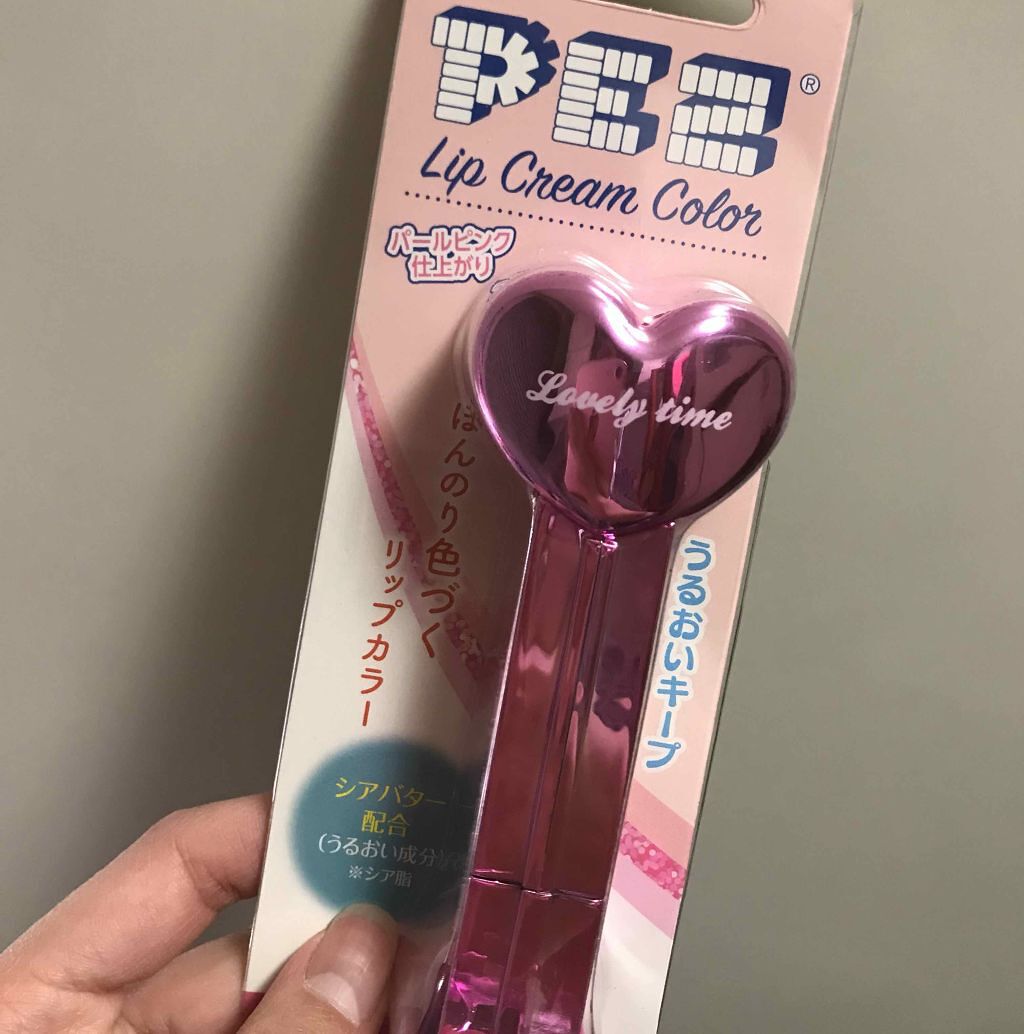 PEZ®
Lip Cream Color
パールピンク
仕上がり
Lovely time
ほんのり色づく
リップカラー
うるおいキープ
シアバター
配合
(うるおい成分)
※シア脂